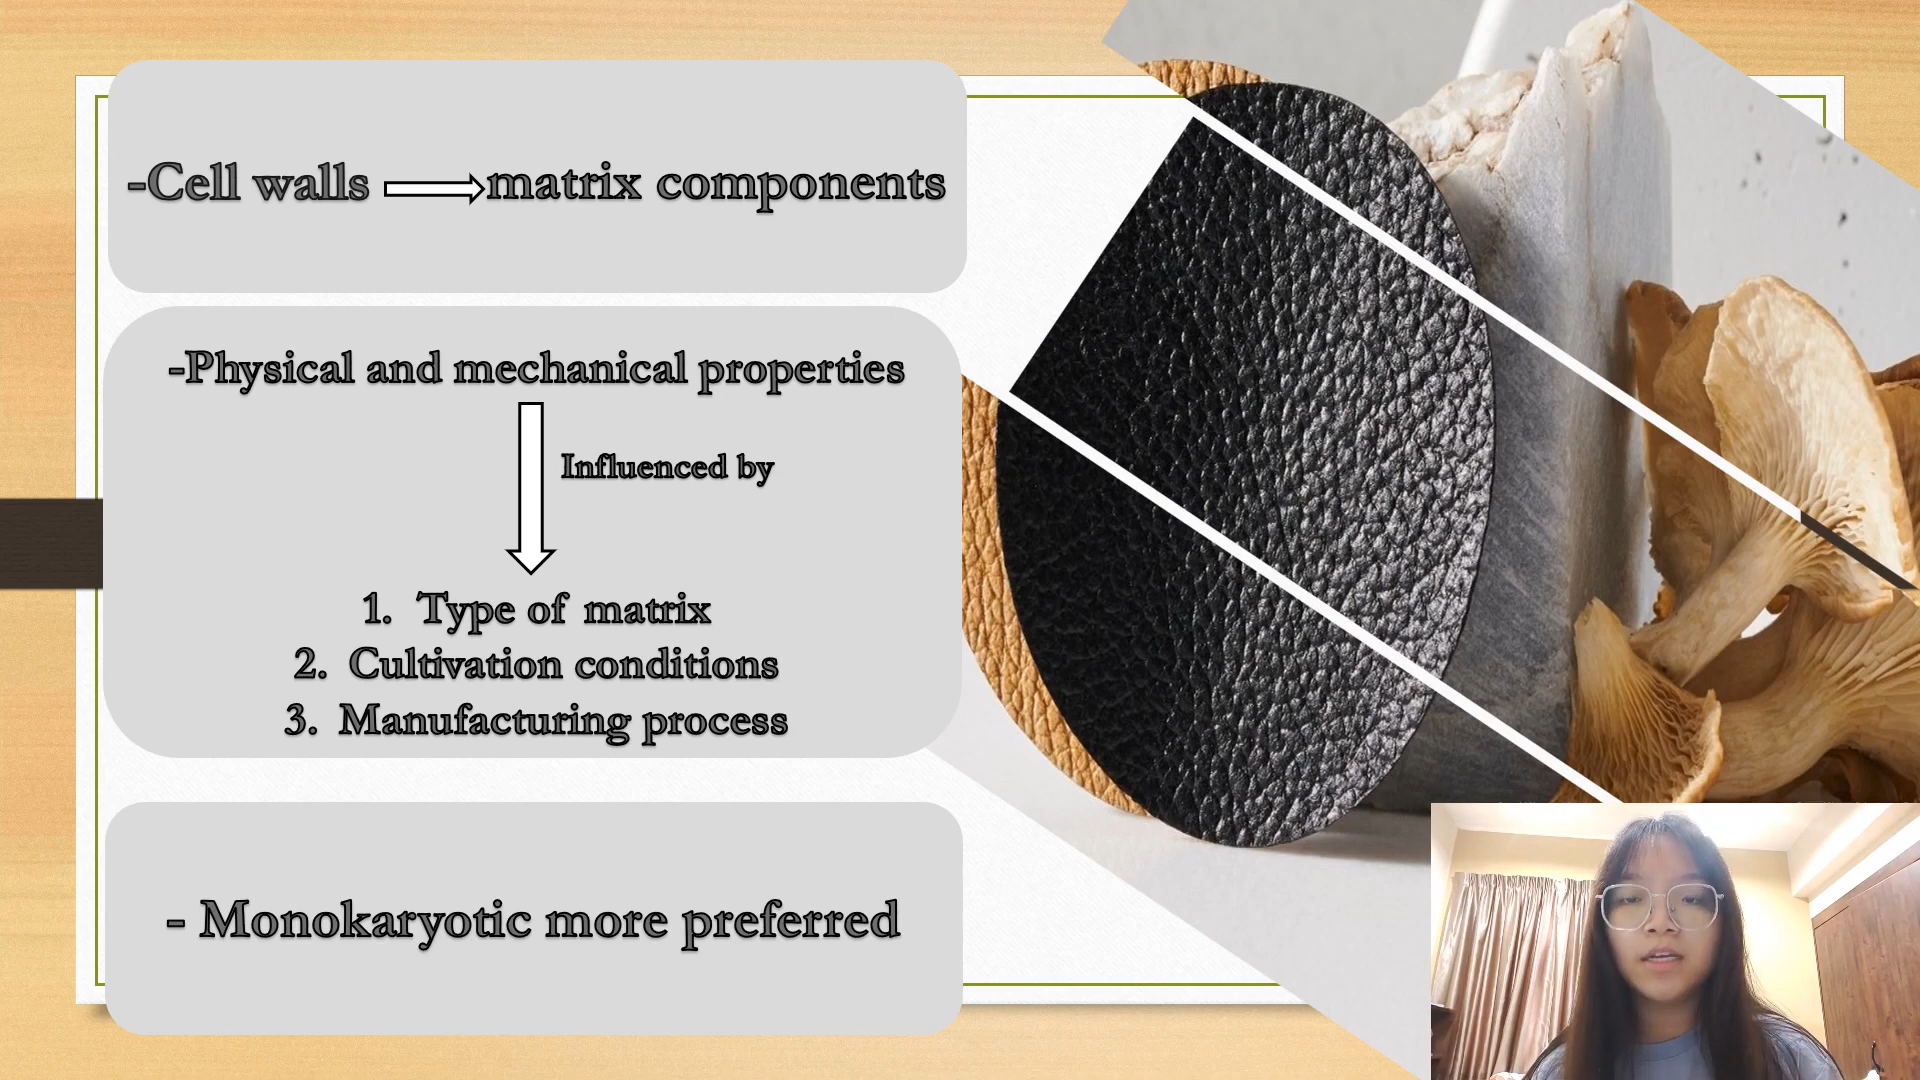 -Cell walls matrix components
-Physical and mechanical properties
Influenced by
1. Type of matrix
2. Cultivation conditions
3. Manufacturing process
- Monokaryotic more preferred